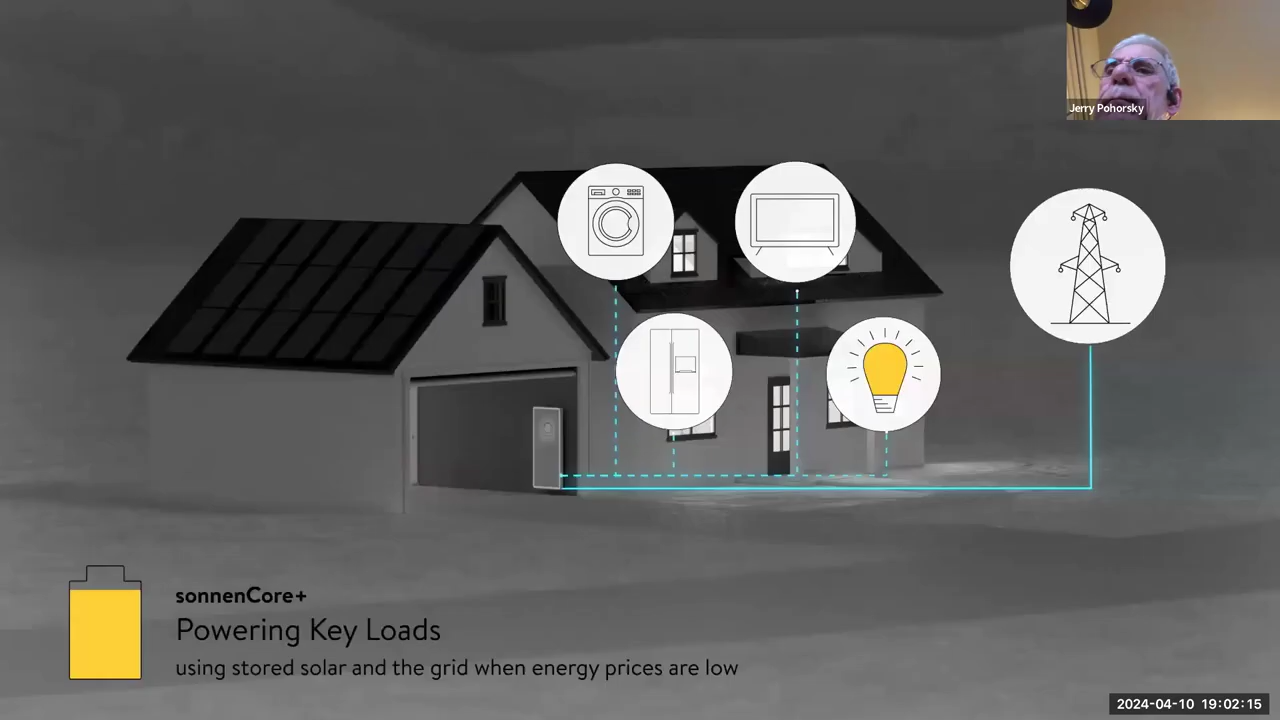 Jerry Pohorsky
sonnenCore+
Powering Key Loads
using stored solar and the grid when energy prices are low
2024-04-10 19:02:15